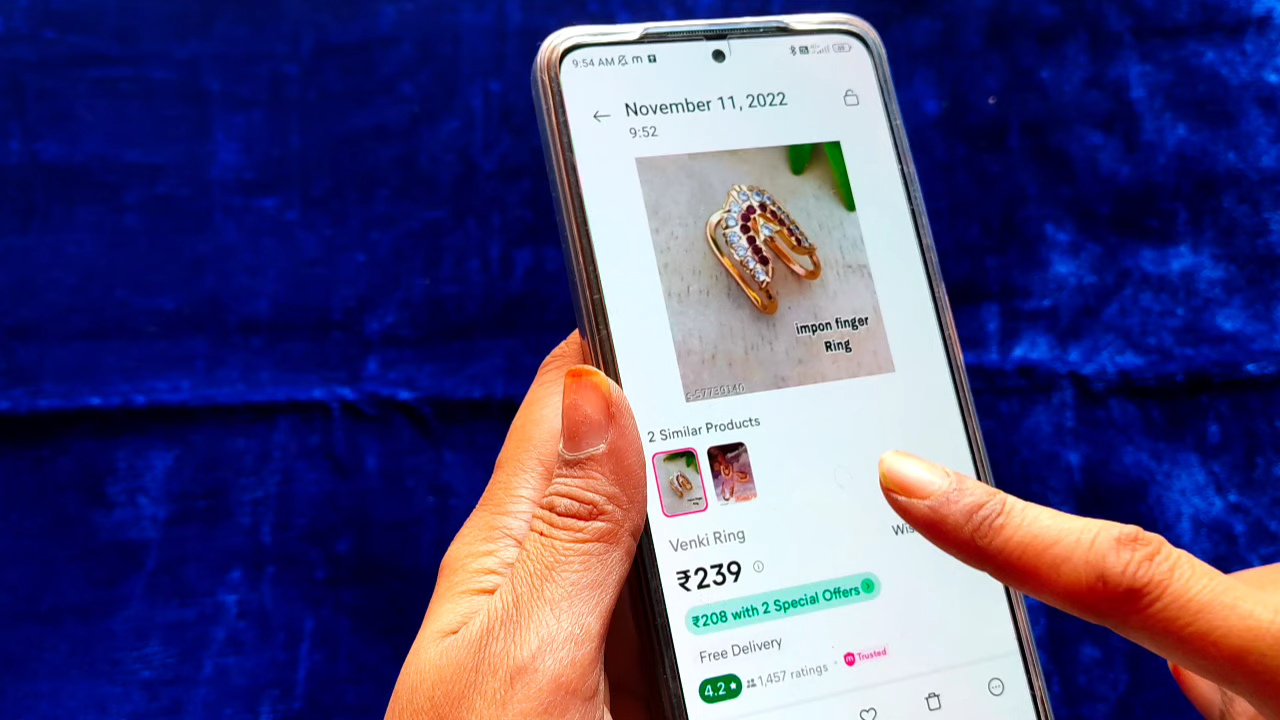 9:54 AM m
November 11, 2022
9:52
impon finger
Ring
S-57739140
2 Similar Products
Venki Ring
₹239
₹208 with 2 Special Offers
Free Delivery
4.2 ★ 1,457 ratings m Trusted